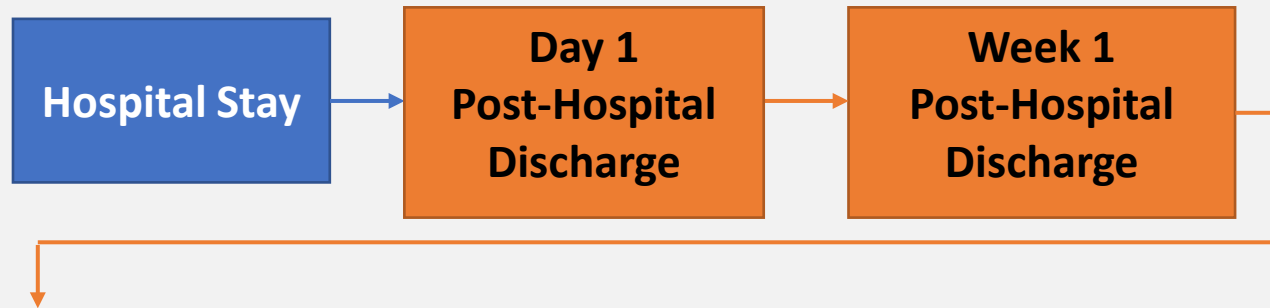 Hospital Stay
Day 1
Post-Hospital
Discharge
Week 1
Post-Hospital
Discharge